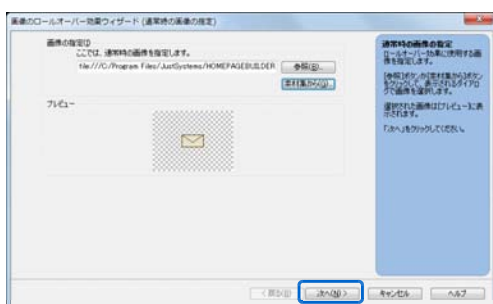 画像のロールオーバー効果ウィザード (通常時の画像の指定)
画像の指定(I)
ここでは、通常時の画像を指定します。
file:///C:/Program Files/JustSystems/HOMEPAGEBUILDER
参照(E)...
素材集から(U)...
プレビュー
通常時の画像の指定
ロールオーバー効果に使用する画像を指定します。
[参照]ボタンか[素材集から]ボタンをクリックして、表示されるダイアログで画像を選択します。
選択された画像は[プレビュー]に表示されます。
「次へ」をクリックしてください。
< 戻る(B)
次へ(N) >
キャンセル
ヘルプ